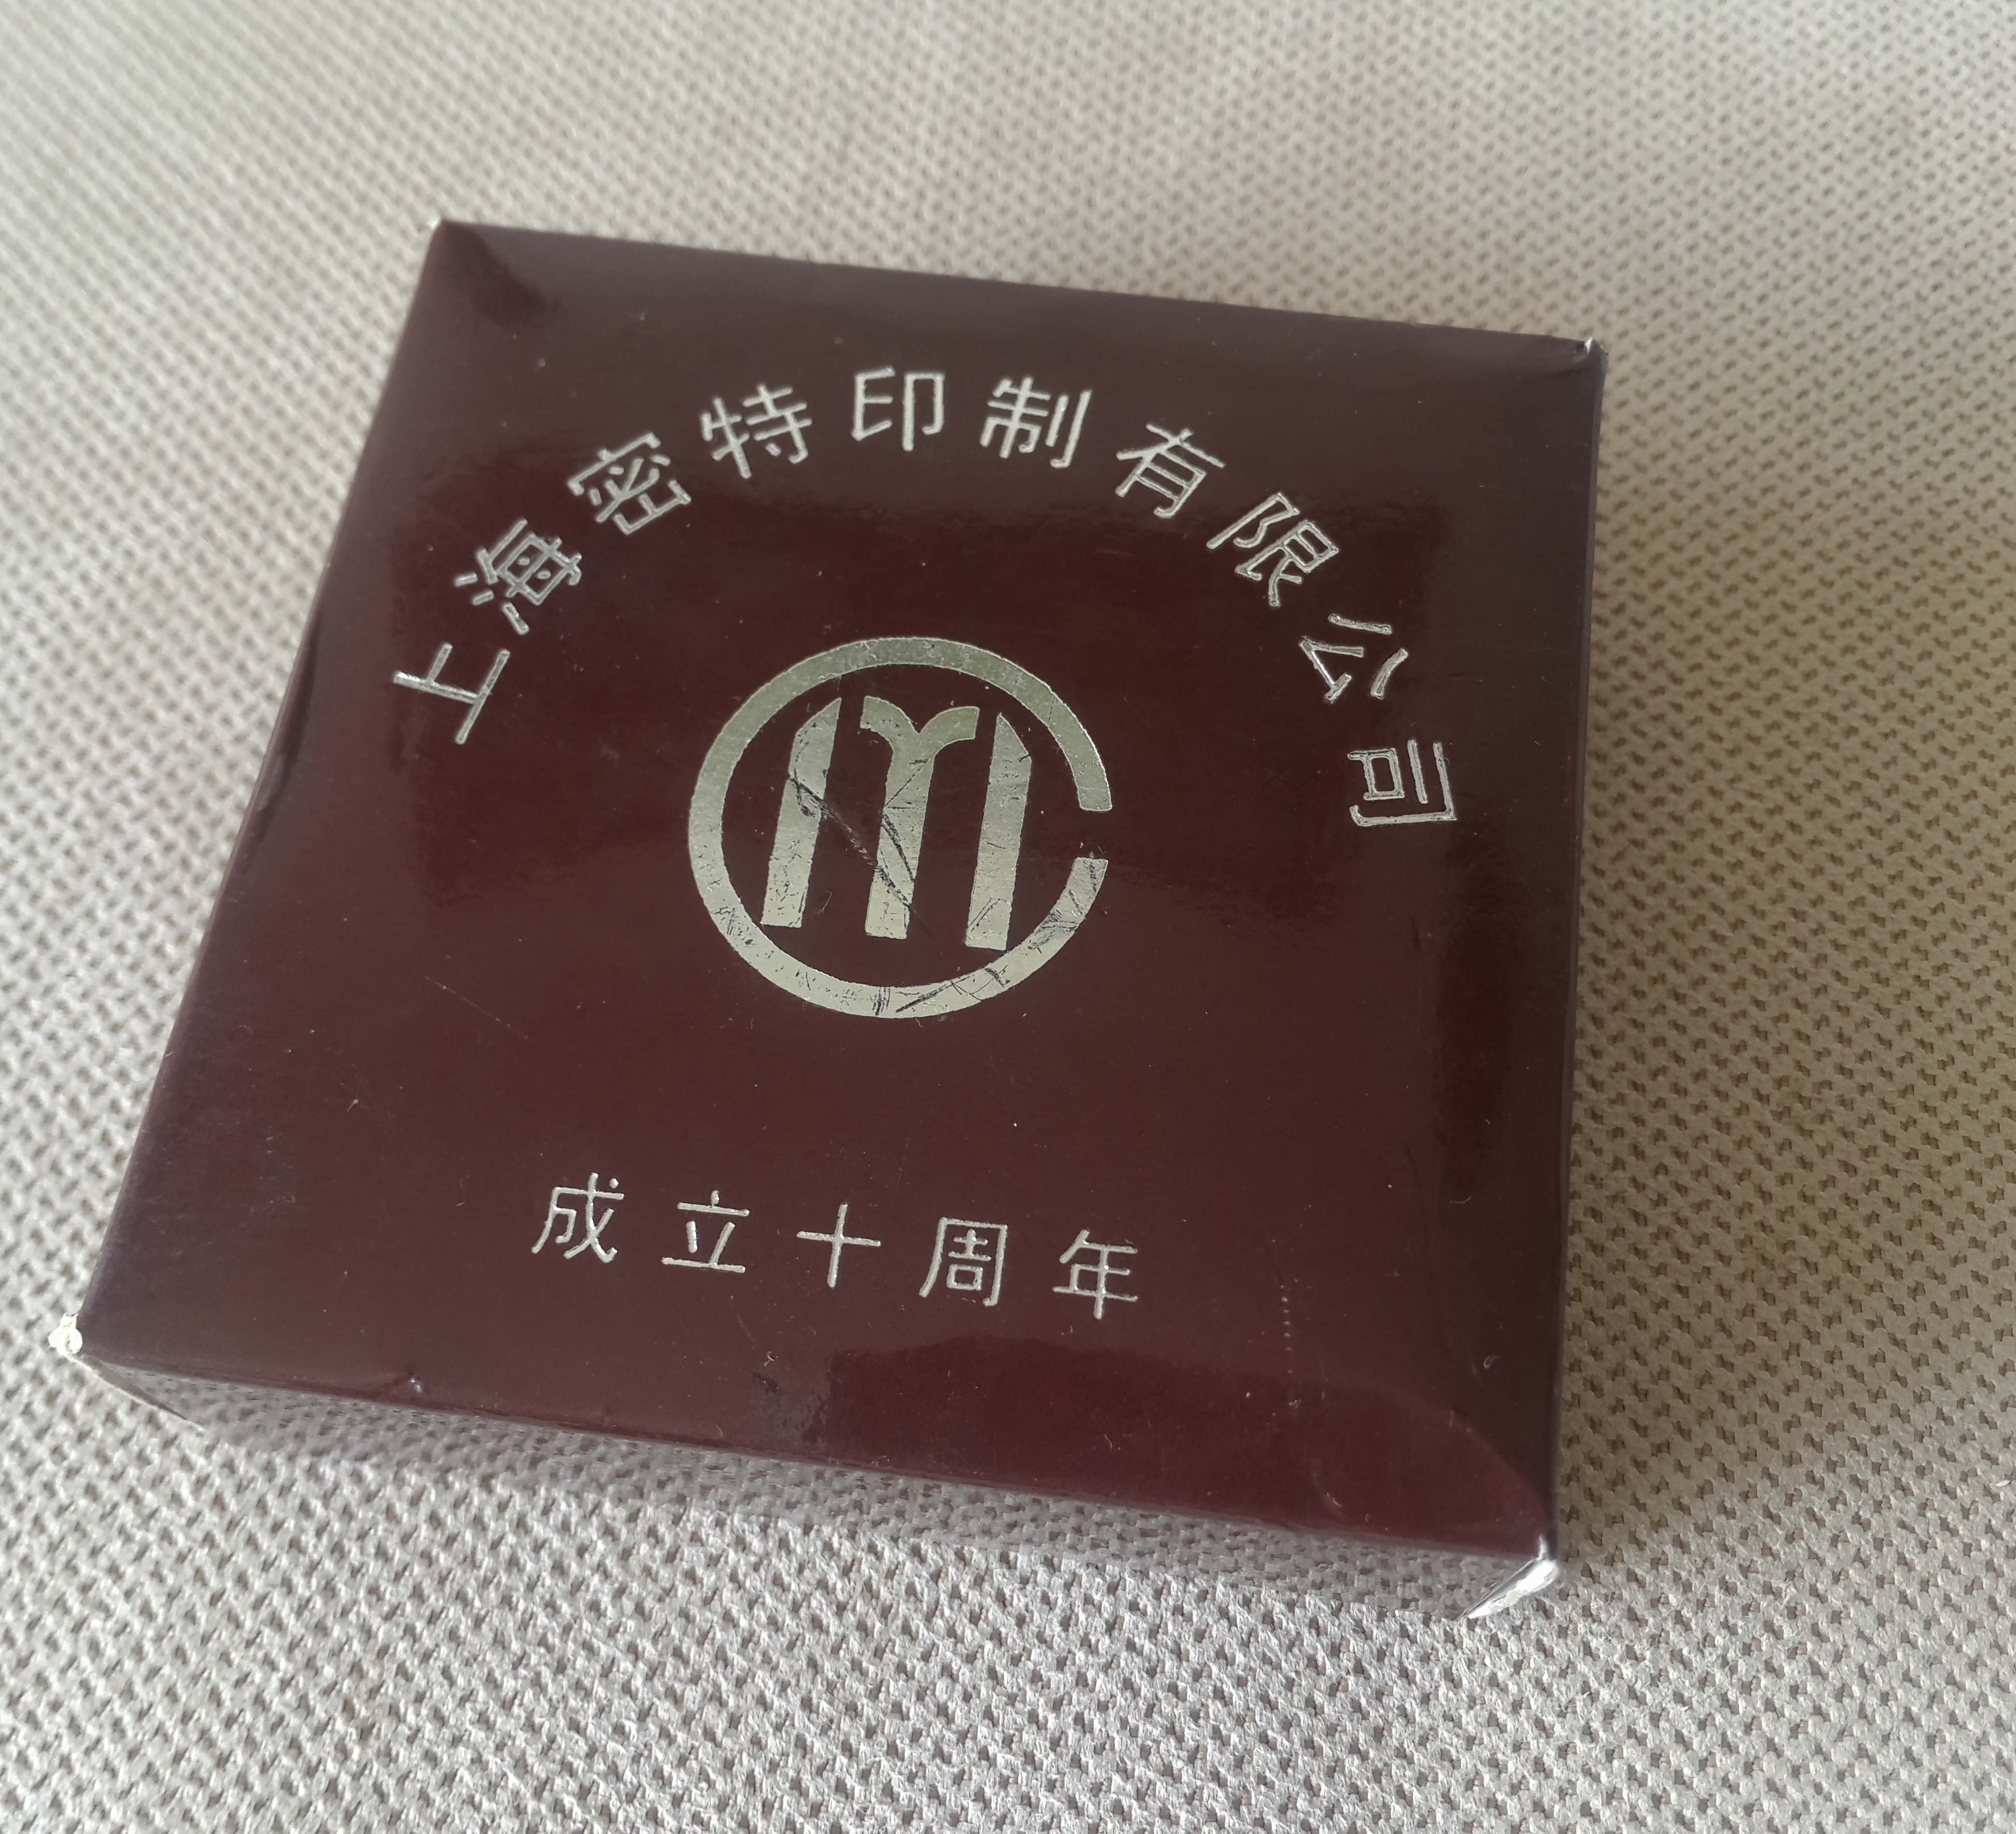 上海密特印制有限公司
成立十周年